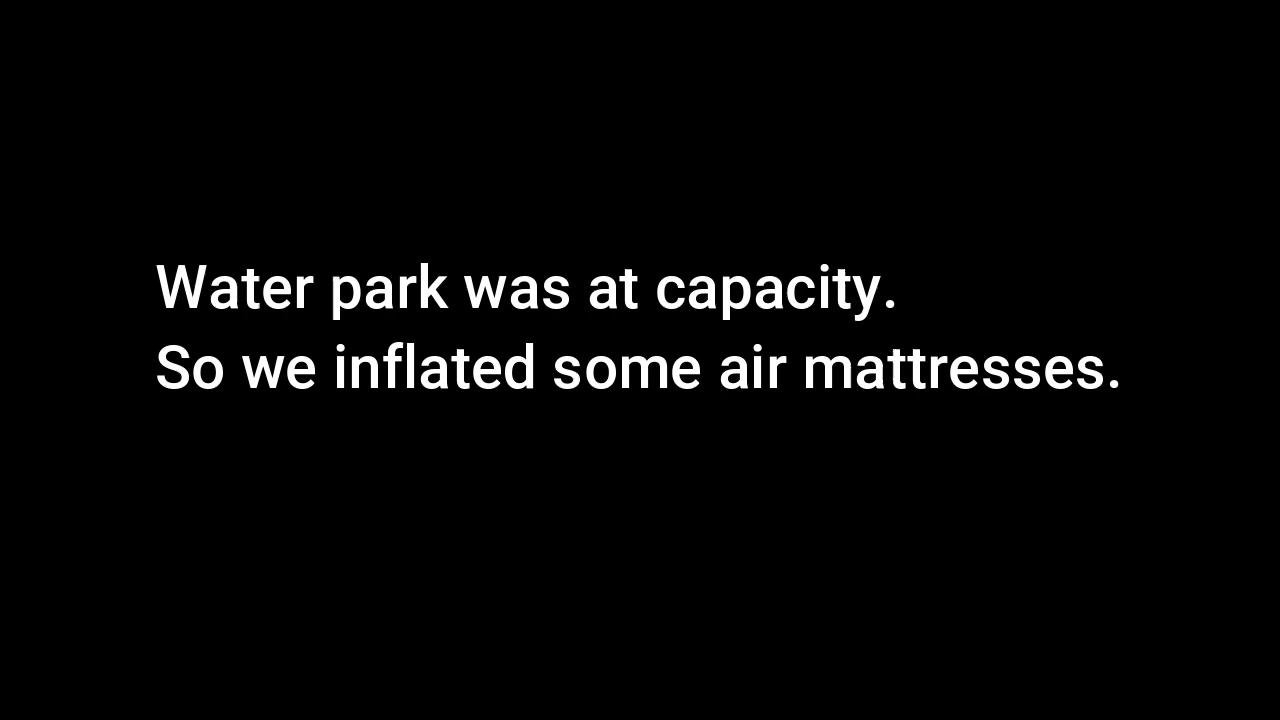 Water park was at capacity.
So we inflated some air mattresses.